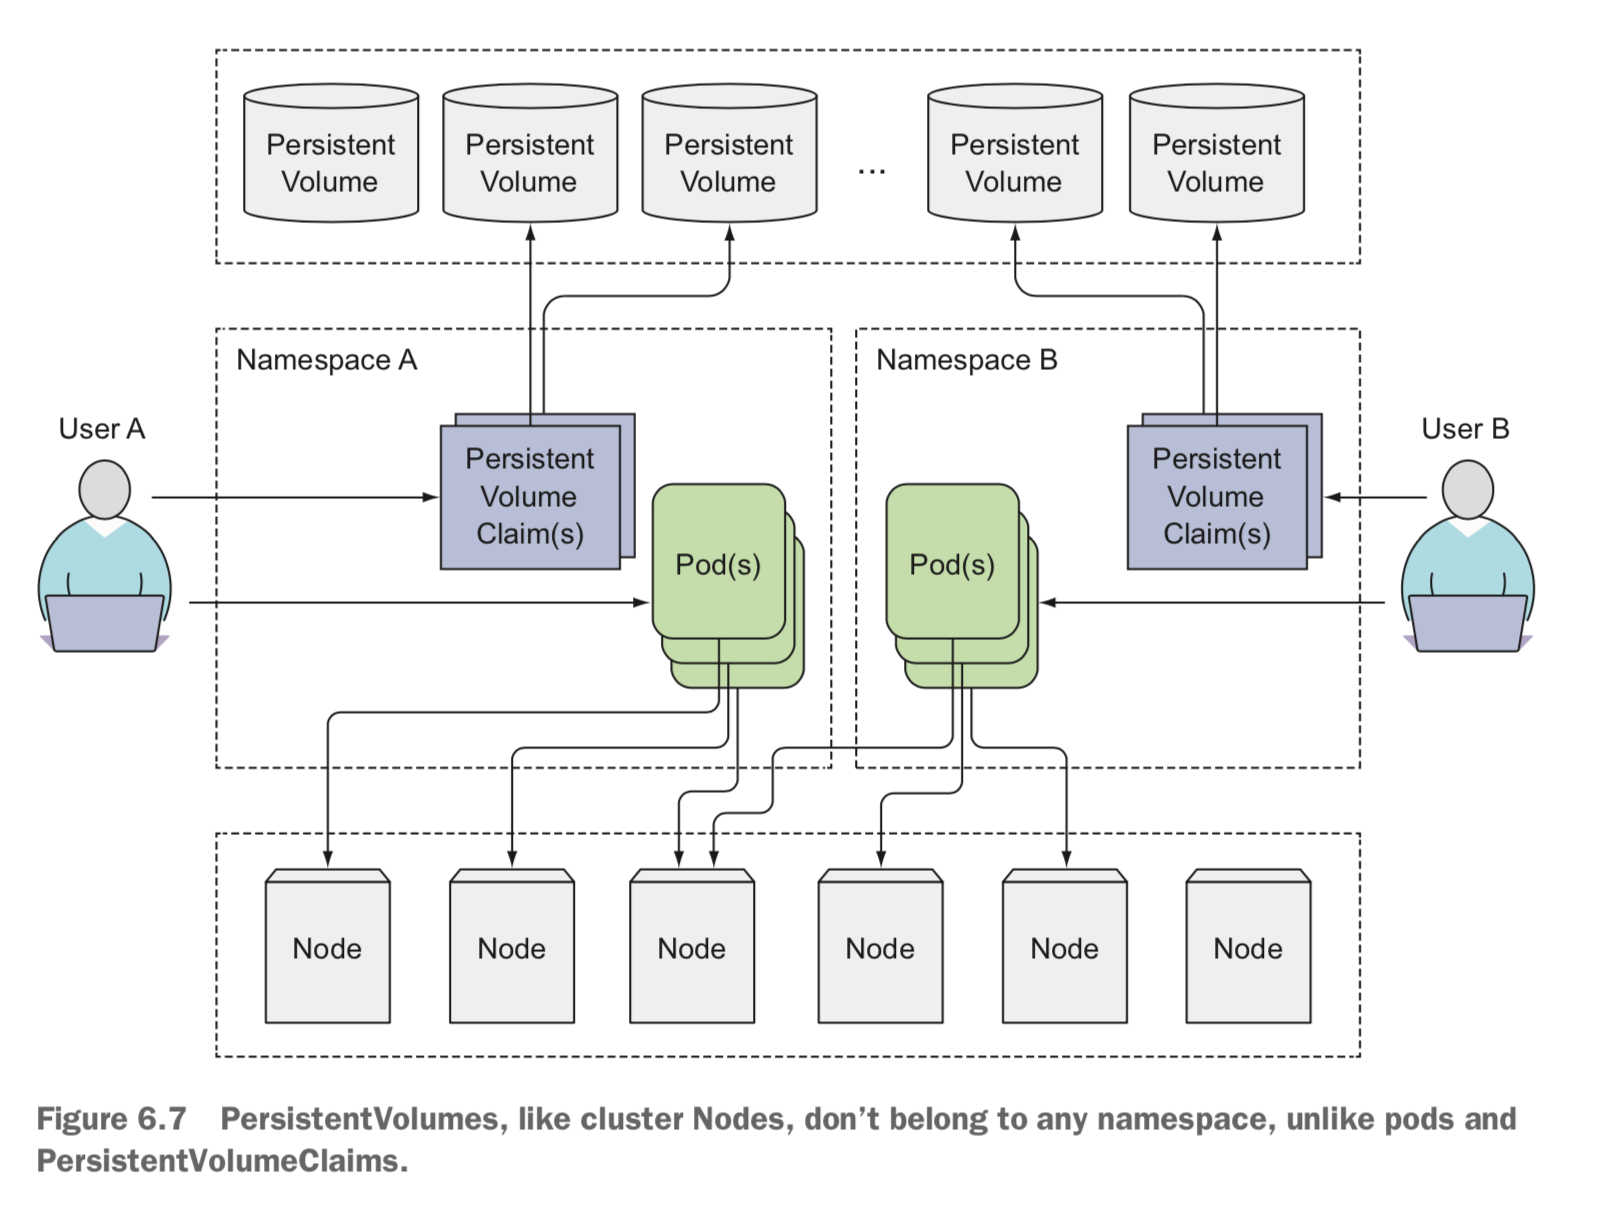 Persistent
Volume
Persistent
Volume
Persistent
Volume
...
Persistent
Volume
Persistent
Volume
Namespace A
Namespace B
User A
User B
Persistent
Volume
Claim(s)
Pod(s)
Pod(s)
Persistent
Volume
Claim(s)
Node
Node
Node
Node
Node
Node
Figure 6.7 PersistentVolumes, like cluster Nodes, don’t belong to any namespace, unlike pods and
PersistentVolumeClaims.